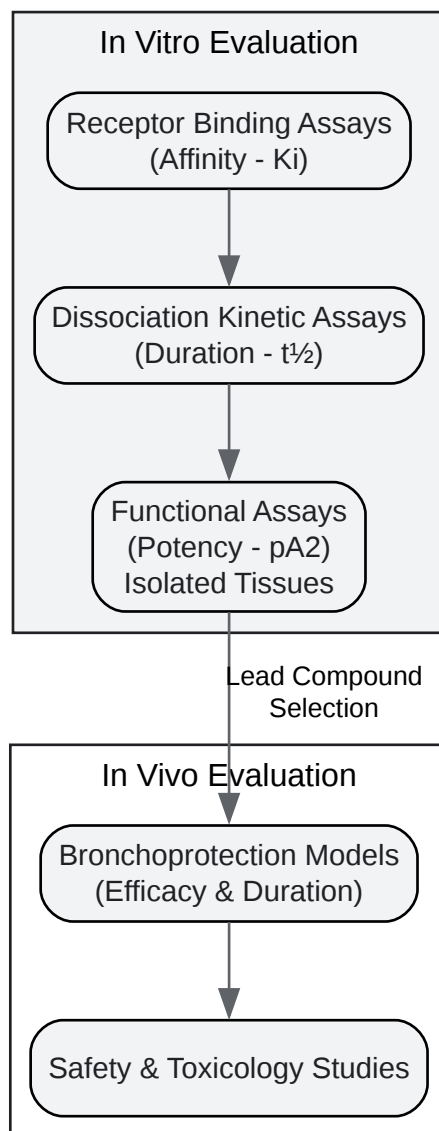 In Vitro Evaluation
Receptor Binding Assays
(Affinity - Ki)
Dissociation Kinetic Assays
(Duration - t½)
Functional Assays
(Potency - pA2)
Isolated Tissues
Lead Compound
Selection
In Vivo Evaluation
Bronchoprotection Models
(Efficacy & Duration)
Safety & Toxicology Studies